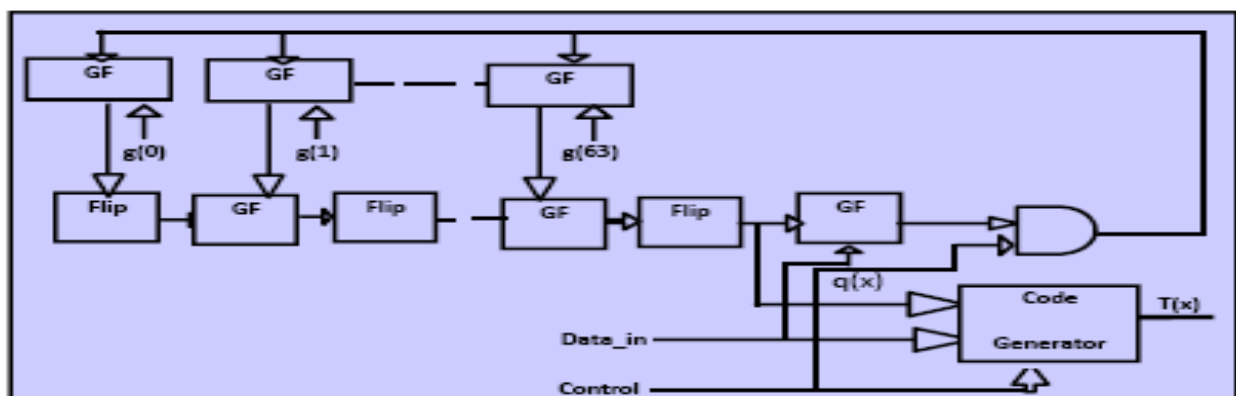 GF GF GF
g(0) g(1) g(63)
Flip GF Flip GF Flip GF
q(x)
Code
T(x)
Data_in
Generator
Control